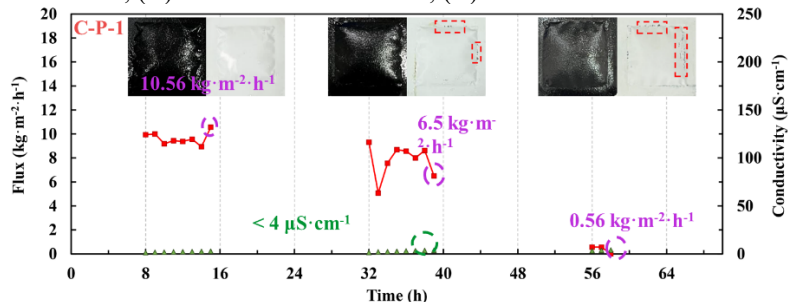 C-P-1
10.56 kg·m-2·h-1
6.5 kg·m-
2·h-1
< 4 μS·cm-1
0.56 kg·m-2·h-1
Flux (kg·m-2·h-1)
20
18
16
14
12
10
8
6
4
2
0
250
200
150
100
50
0
Conductivity (μS·cm-1)
0 8 16 24 32 40 48 56 64
Time (h)